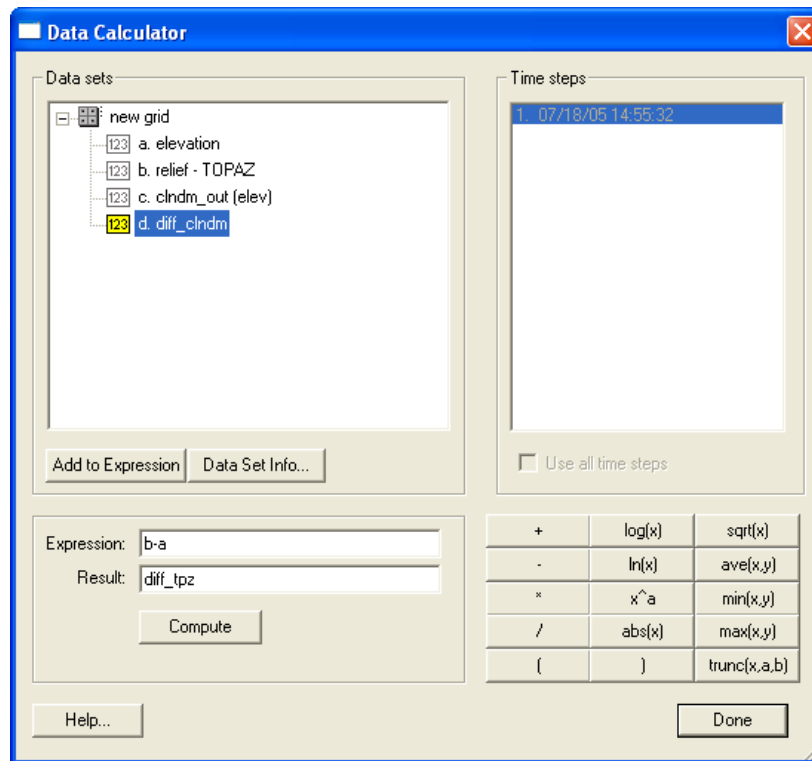 Data Calculator
Data sets
new grid
123 a. elevation
123 b. relief - TOPAZ
123 c. clndm_out (elev)
123 d. diff_clndm
Add to Expression
Data Set Info...
Time steps
1. 07/18/05 14:55:32
Use all time steps
Expression: b-a
Result: diff_tpz
Compute
+ log(x) sqrt(x)
- ln(x) ave(x,y)
* x^a min(x,y)
/ abs(x) max(x,y)
( ) trunc(x,a,b)
Help...
Done